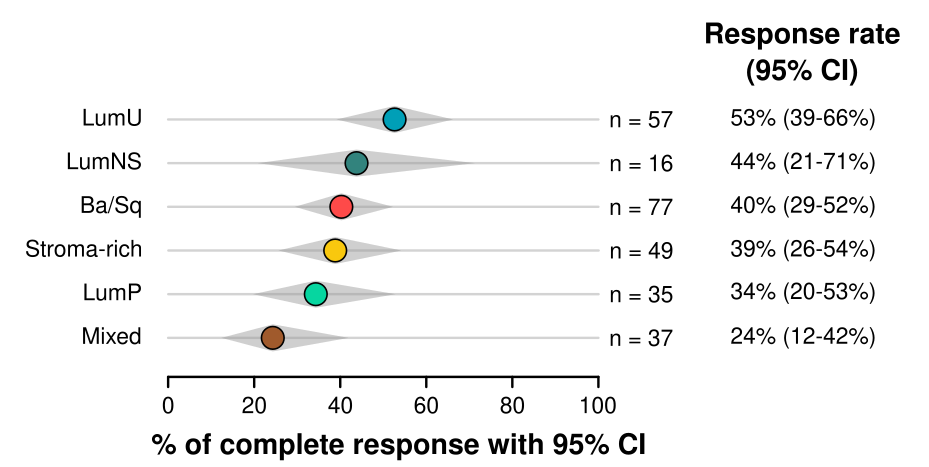 Response rate
(95% CI)
LumU n = 57 53% (39-66%)
LumNS n = 16 44% (21-71%)
Ba/Sq n = 77 40% (29-52%)
Stroma-rich n = 49 39% (26-54%)
LumP n = 35 34% (20-53%)
Mixed n = 37 24% (12-42%)
0 20 40 60 80 100
% of complete response with 95% CI